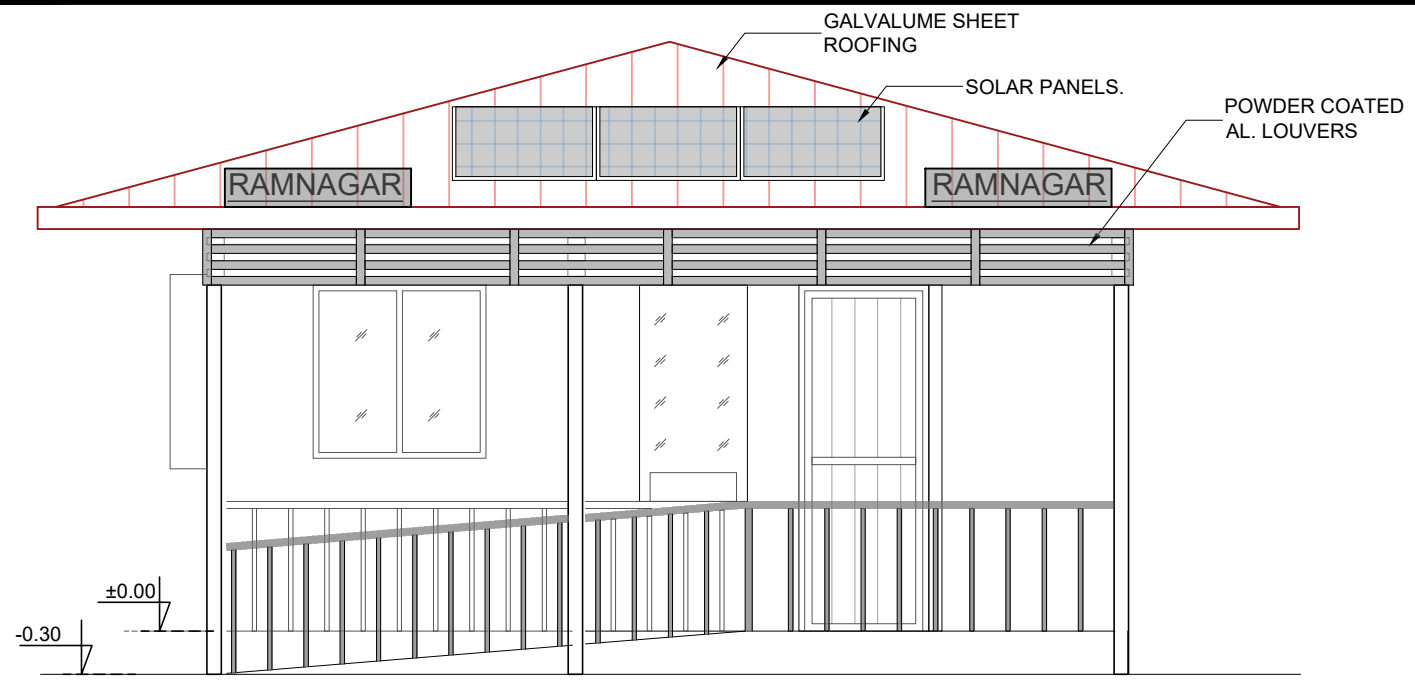 GALVALUME SHEET
ROOFING
SOLAR PANELS.
POWDER COATED
AL. LOUVERS
RAMNAGAR
RAMNAGAR
±0.00
-0.30